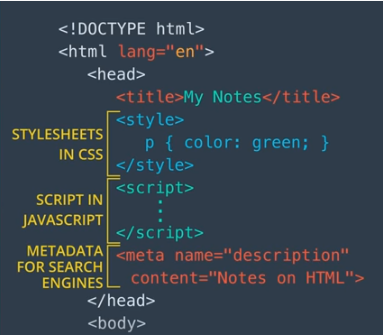 <!DOCTYPE html>
<html lang="en">
<head>
<title>My Notes</title>
STYLESHEETS
IN CSS
<style>
p { color: green; }
</style>
SCRIPT IN
JAVASCRIPT
<script>
⋮
</script>
METADATA
FOR SEARCH
ENGINES
<meta name="description"
content="Notes on HTML">
</head>
<body>